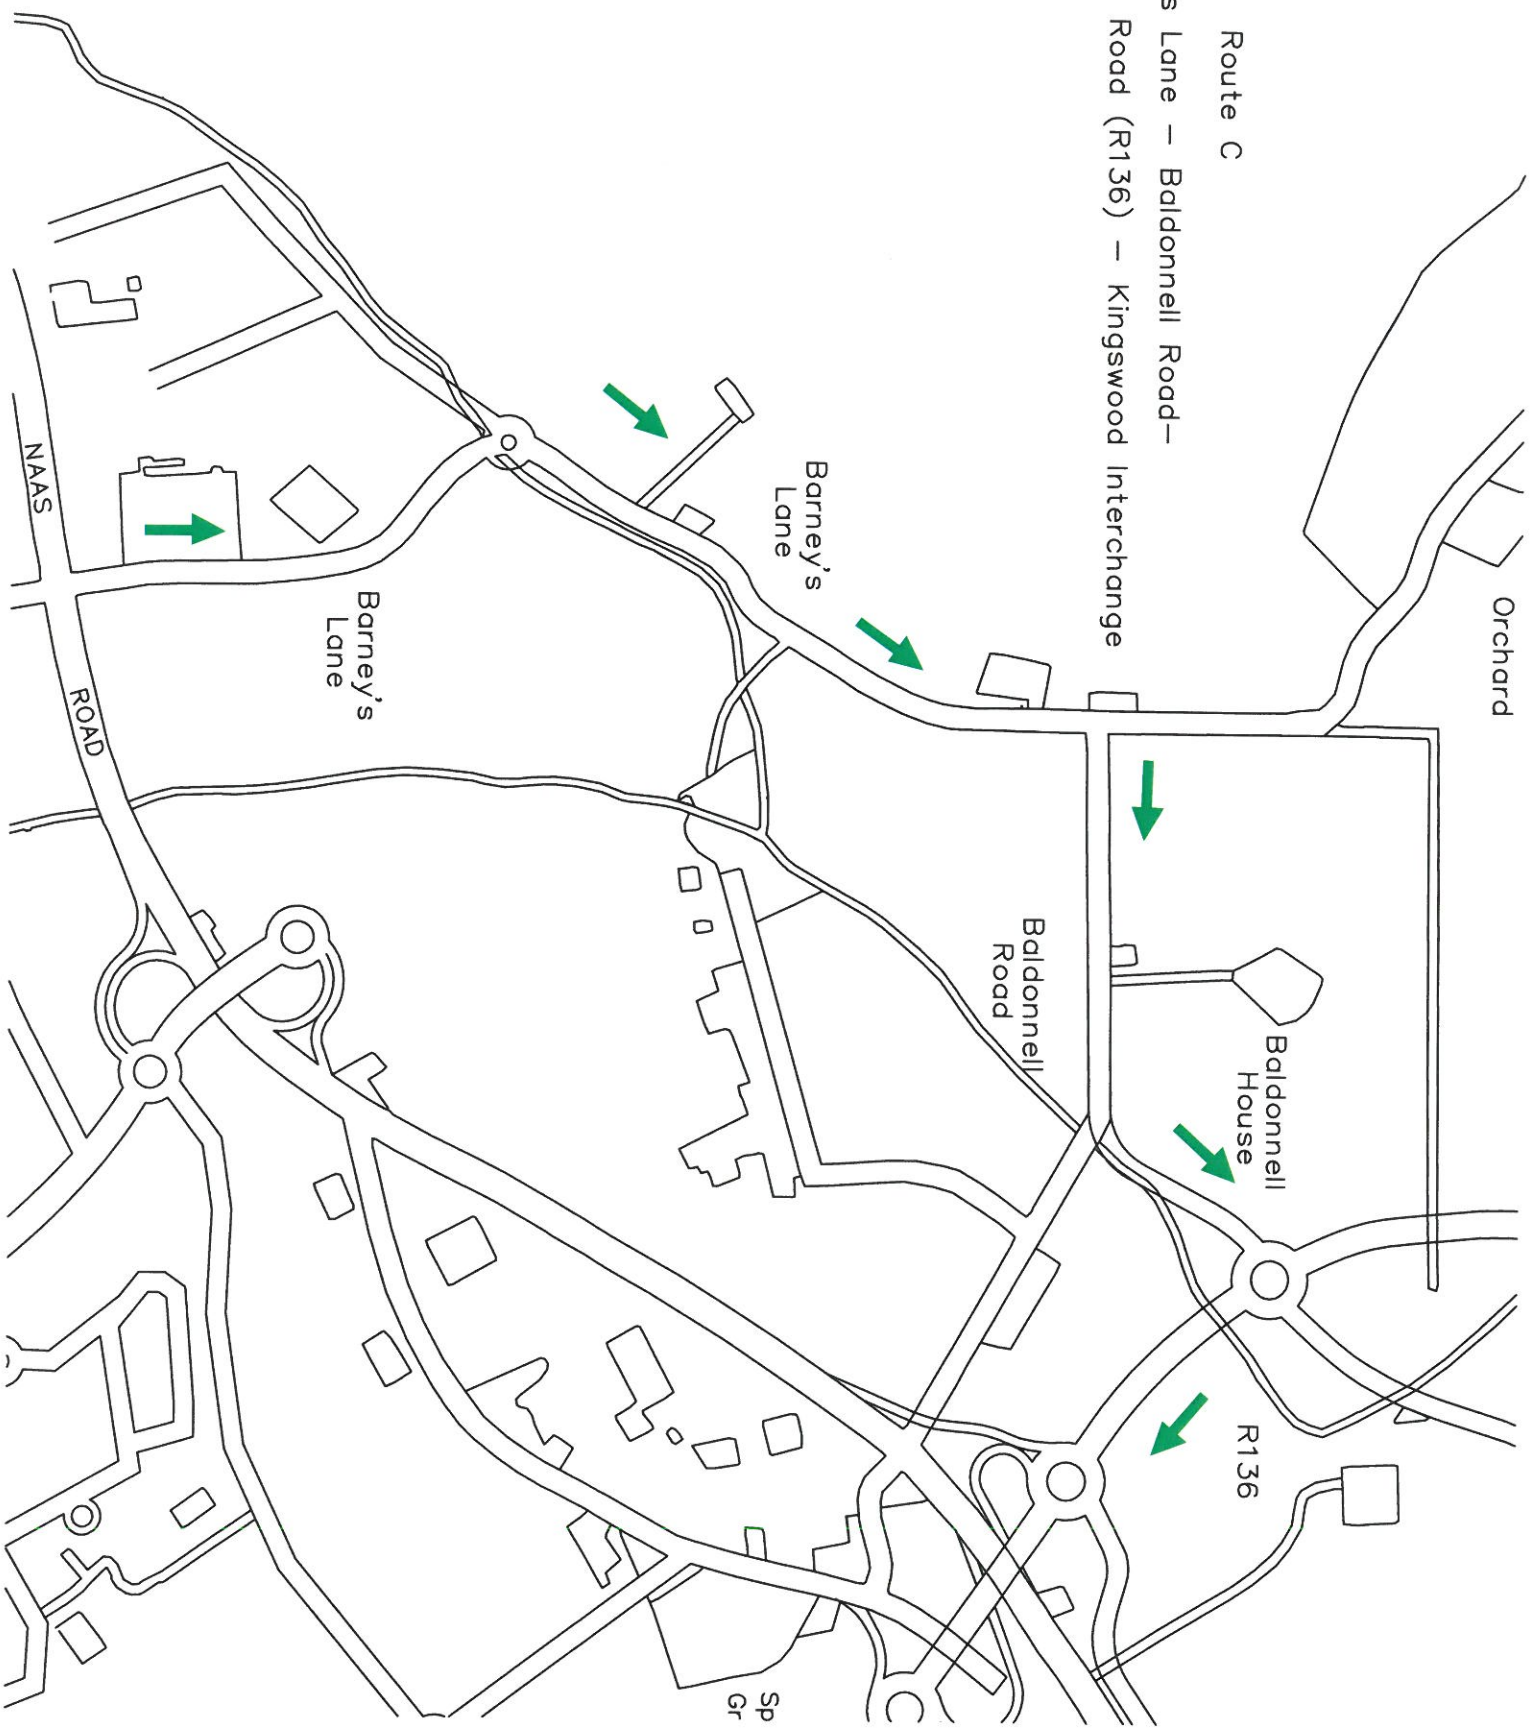 Route C
s Lane – Baldonnell Road–
Road (R136) – Kingswood Interchange
Orchard
Barney's
Lane
Baldonnell
House
Baldonnell
Road
R136
Barney's
Lane
NAAS
ROAD
Sp
Gr